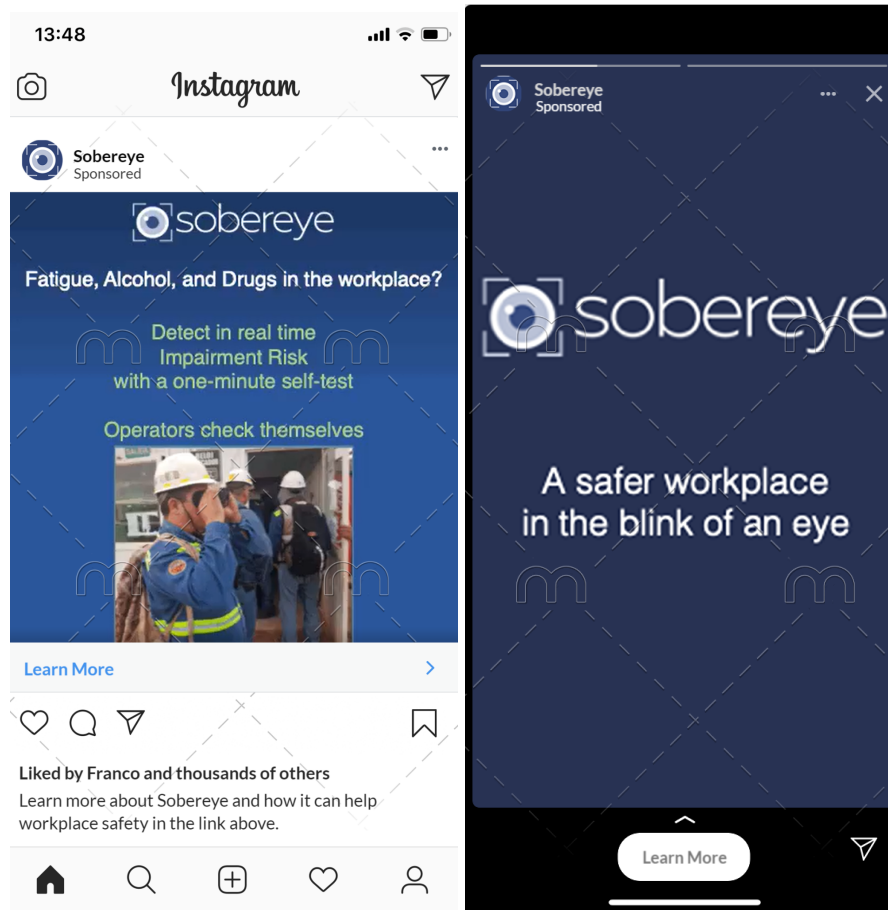 13:48
Instagram
Sobereye
Sponsored
sobereye
Fatigue, Alcohol, and Drugs in the workplace?
Detect in real time
Impairment Risk
with a one-minute self-test
Operators check themselves
Learn More
Liked by Franco and thousands of others
Learn more about Sobereye and how it can help
workplace safety in the link above.
Sobereye
Sponsored
sobereye
A safer workplace
in the blink of an eye
Learn More